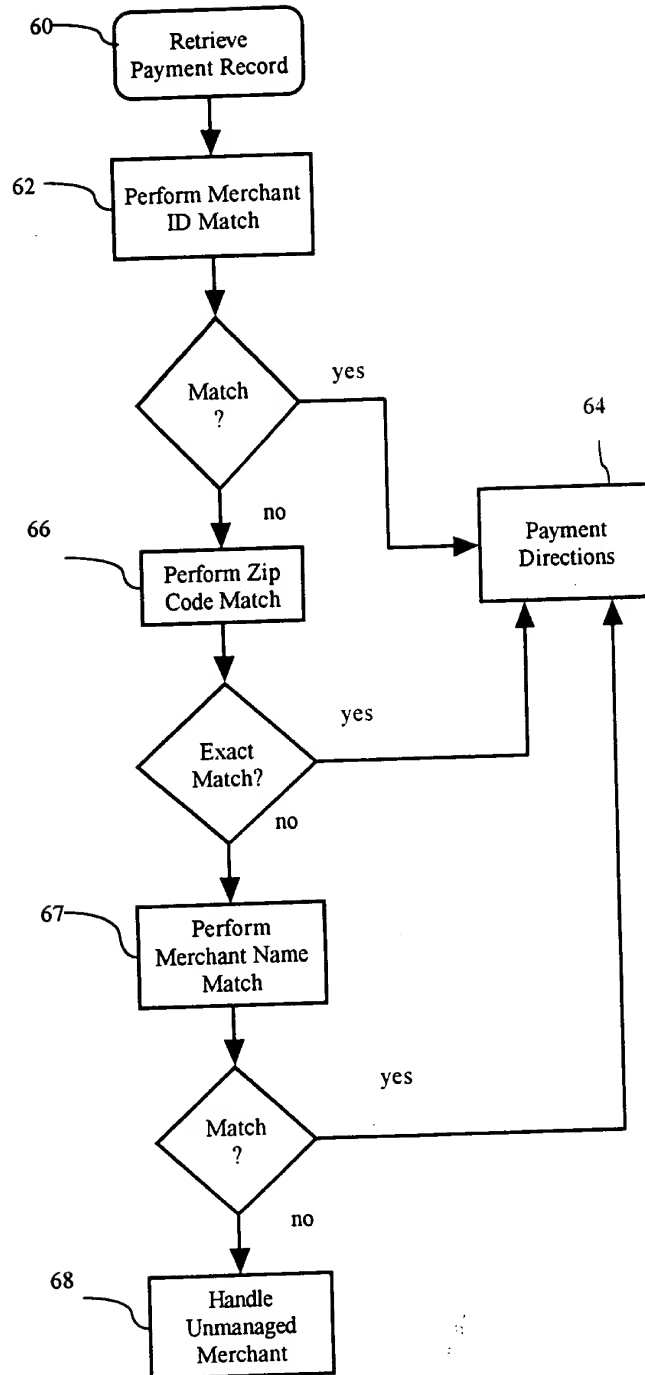 60
Retrieve
Payment Record
62
Perform Merchant
ID Match
Match
?
yes
64
Payment
Directions
no
66
Perform Zip
Code Match
Exact
Match?
yes
no
67
Perform
Merchant Name
Match
Match
?
yes
no
68
Handle
Unmanaged
Merchant